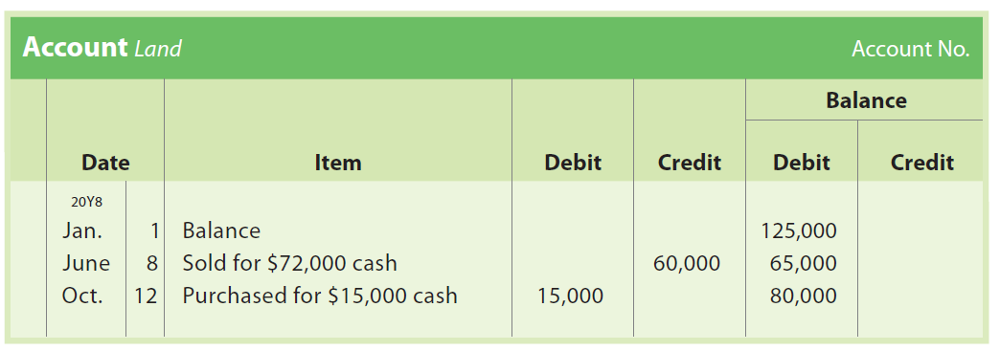 Account Land Account No.
Balance
Date Item Debit Credit Debit Credit
20Y8
Jan. 1 Balance 125,000
June 8 Sold for $72,000 cash 60,000 65,000
Oct. 12 Purchased for $15,000 cash 15,000 80,000